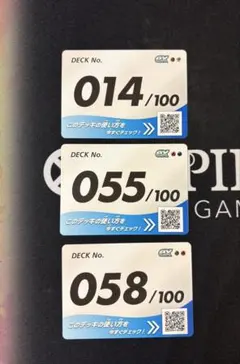 DECK No.
GX
014/100
このデッキの使い方を
今すぐチェック!
DECK No.
GX
055/100
このデッキの使い方を
今すぐチェック!
PI
GAM
DECK No.
GX
058/100
このデッキの使い方を
今すぐチェック!